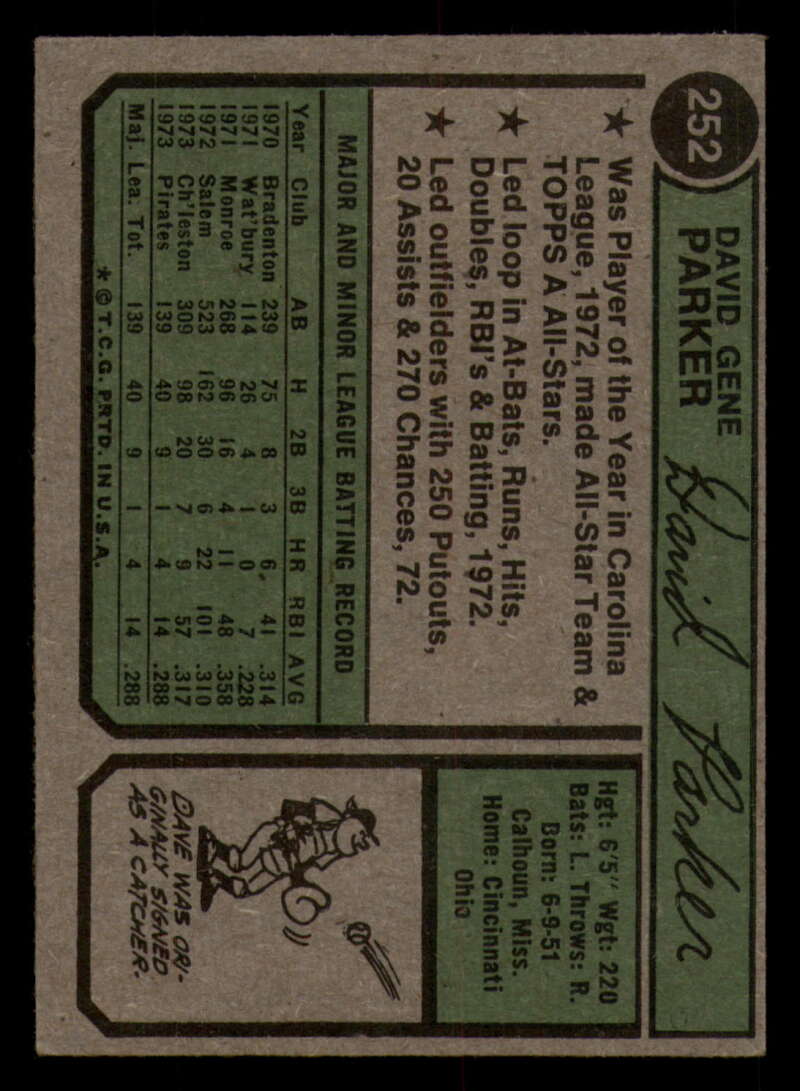 252
DAVID GENE
PARKER
David Parker
★ Was Player of the Year in Carolina
League, 1972, made All-Star Team &
TOPPS A All-Stars.
★ Led loop in At-Bats, Runs, Hits,
Doubles, RBI's & Batting, 1972.
★ Led outfielders with 250 Putouts,
20 Assists & 270 Chances, 72.
MAJOR AND MINOR LEAGUE BATTING RECORD
Year Club AB H 2B 3B HR RBI AVG
1970 Bradenton 239 75 8 3 6 41 .314
1971 Wat'bury 114 26 4 1 0 7 .228
1971 Monroe 268 96 16 4 11 48 .358
1972 Salem 523 162 30 6 22 101 .310
1973 Ch'leston 309 98 20 7 9 57 .317
1973 Pirates 139 40 9 1 4 14 .288
Maj. Lea. Tot. 139 40 9 1 4 14 .288
* © T.C.G. PRTD. IN U.S.A.
Hgt: 6'5" Wgt: 220
Bats: L. Throws: R.
Born: 6-9-51
Calhoun, Miss.
Home: Cincinnati
Ohio
DAVE WAS ORI-
GINALLY SIGNED
AS A CATCHER.